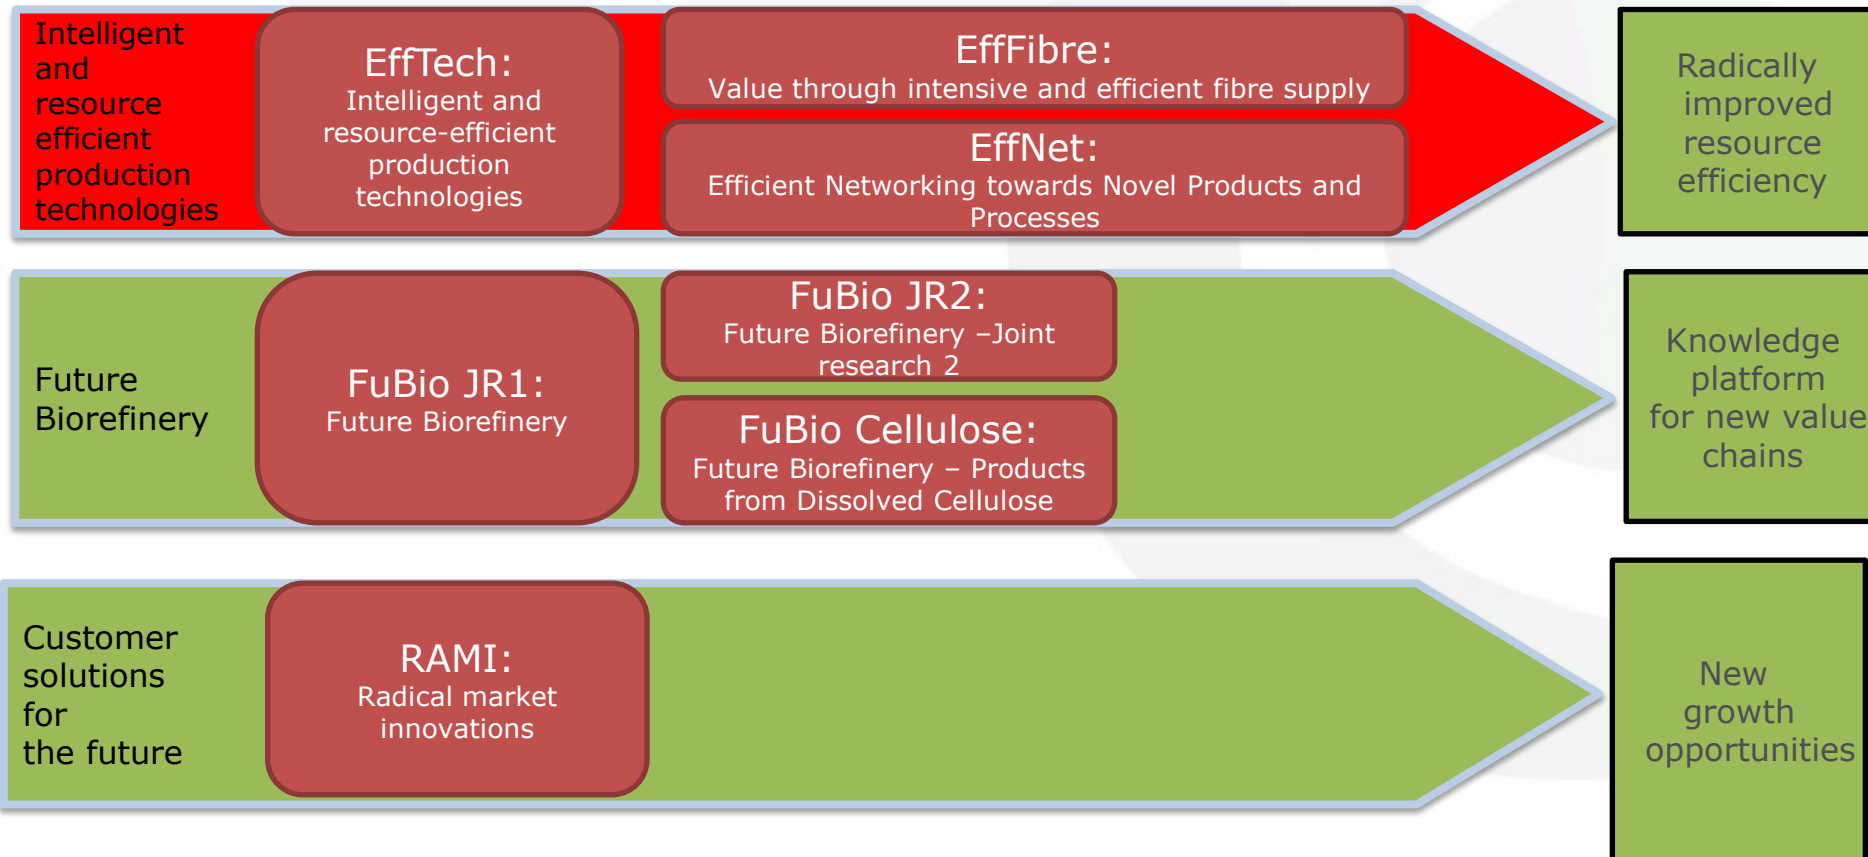 Intelligent
and
resource
efficient
production
technologies
EffTech:
Intelligent and
resource-efficient
production
technologies
EffFibre:
Value through intensive and efficient fibre supply
EffNet:
Efficient Networking towards Novel Products and
Processes
Radically
improved
resource
efficiency
Future
Biorefinery
FuBio JR1:
Future Biorefinery
FuBio JR2:
Future Biorefinery –Joint
research 2
FuBio Cellulose:
Future Biorefinery – Products
from Dissolved Cellulose
Knowledge
platform
for new value
chains
Customer
solutions
for
the future
RAMI:
Radical market
innovations
New
growth
opportunities